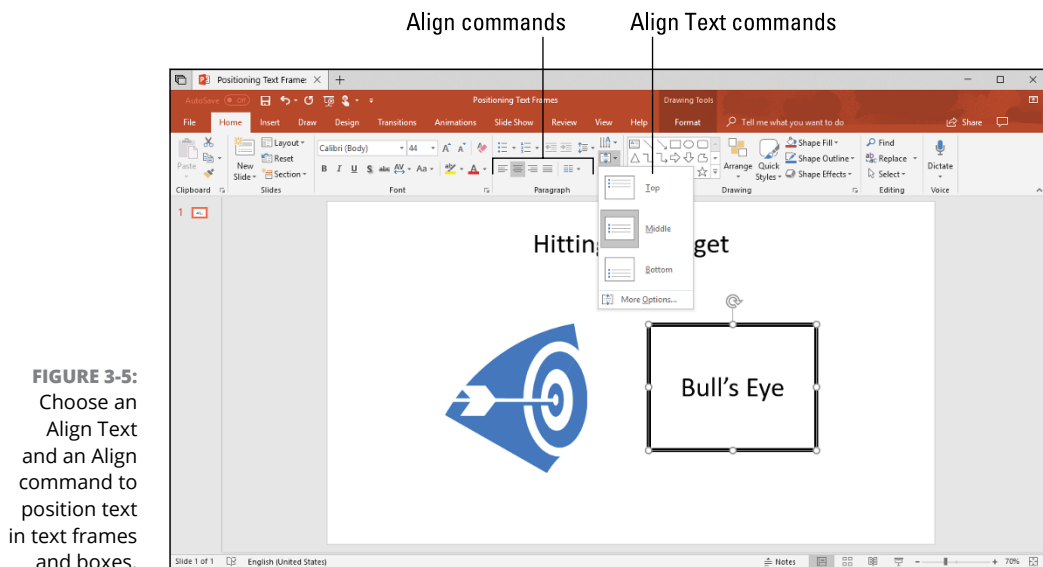 Align commands
Align Text commands
Positioning Text Frame:
AutoSave Off
Positioning Text Frames
Drawing Tools
File Home Insert Draw Design Transitions Animations Slide Show Review View Help Format Tell me what you want to do Share
Paste
New Slide
Layout
Reset
Section
Calibri (Body) 44
B I U S abc AV Aa A
Arrange
Quick Styles
Shape Fill
Shape Outline
Shape Effects
Find
Replace
Select
Dictate
Clipboard Slides Font Paragraph Drawing Editing Voice
Top
Middle
Bottom
More Options...
1
Hittin get
Bull's Eye
FIGURE 3-5:
Choose an
Align Text
and an Align
command to
position text
in text frames
and boxes.
Slide 1 of 1 English (United States) Notes 70%